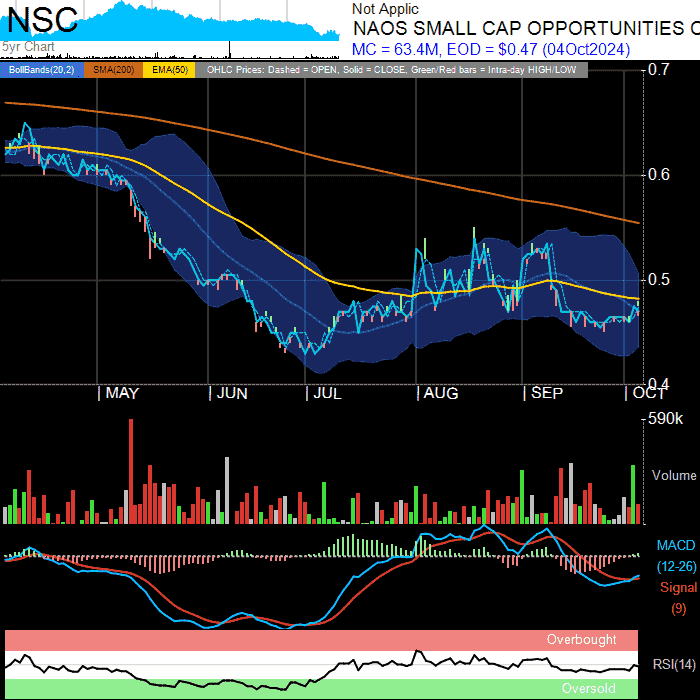 NSC
Not Applic
NAOS SMALL CAP OPPORTUNITIES C
MC = 63.4M, EOD = $0.47 (04Oct2024)
5yr Chart
BollBands(20,2) SMA(200) EMA(50) OHLC Prices: Dashed = OPEN, Solid = CLOSE, Green/Red bars = Intra-day HIGH/LOW
0.7
0.6
0.5
0.4
MAY JUN JUL AUG SEP OCT
590k
Volume
MACD
(12-26)
Signal
(9)
Overbought
RSI(14)
Oversold